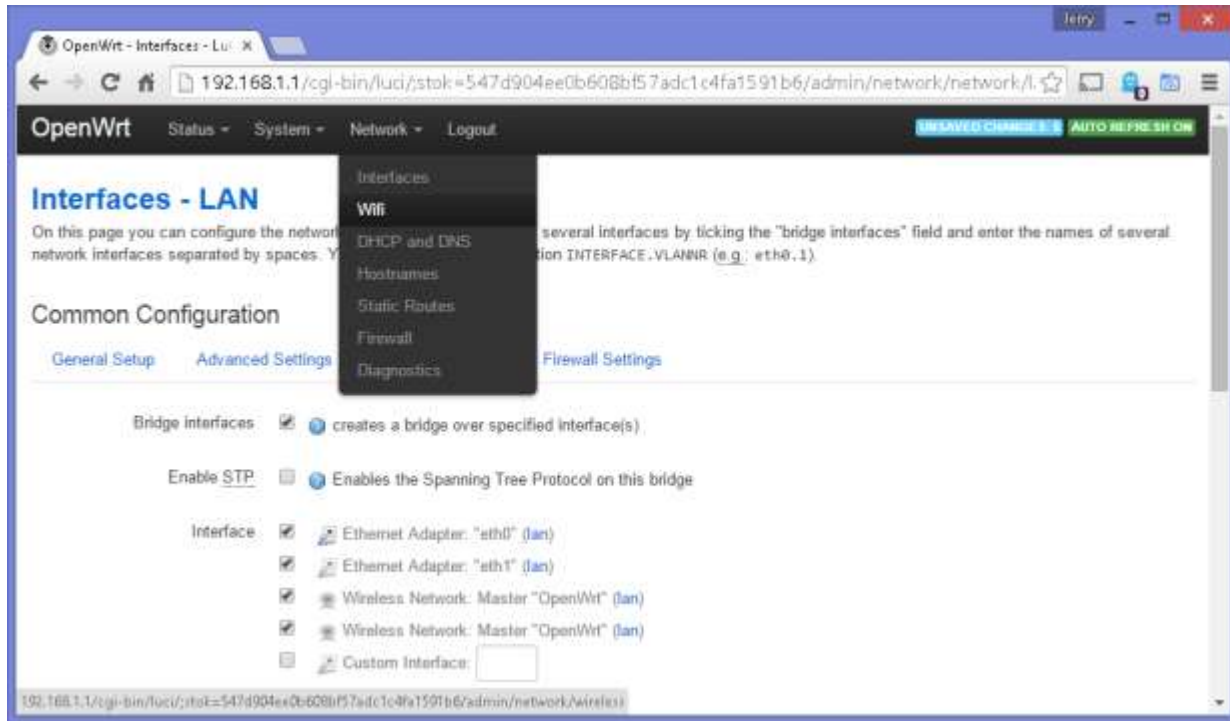 Jerry
OpenWrt - Interfaces - Lu
192.168.1.1/cgi-bin/luci/;stok=547d904ee0b608bf57adc1c4fa1591b6/admin/network/network/l
OpenWrt Status System Network Logout UNSAVED CHANGES: AUTO REFRESH ON
Interfaces
Wifi
DHCP and DNS
Hostnames
Static Routes
Firewall
Diagnostics
Interfaces - LAN
On this page you can configure the network several interfaces by ticking the "bridge interfaces" field and enter the names of several
network interfaces separated by spaces. Y tion INTERFACE.VLANNR (e.g.: eth0.1).
Common Configuration
General Setup Advanced Settings Firewall Settings
Bridge interfaces creates a bridge over specified interface(s)
Enable STP Enables the Spanning Tree Protocol on this bridge
Interface Ethernet Adapter: "eth0" (lan)
Ethernet Adapter: "eth1" (lan)
Wireless Network: Master "OpenWrt" (lan)
Wireless Network: Master "OpenWrt" (lan)
Custom Interface:
192.168.1.1/cgi-bin/luci/;stok=547d904ee0b608bf57adc1c4fa1591b6/admin/network/wireless